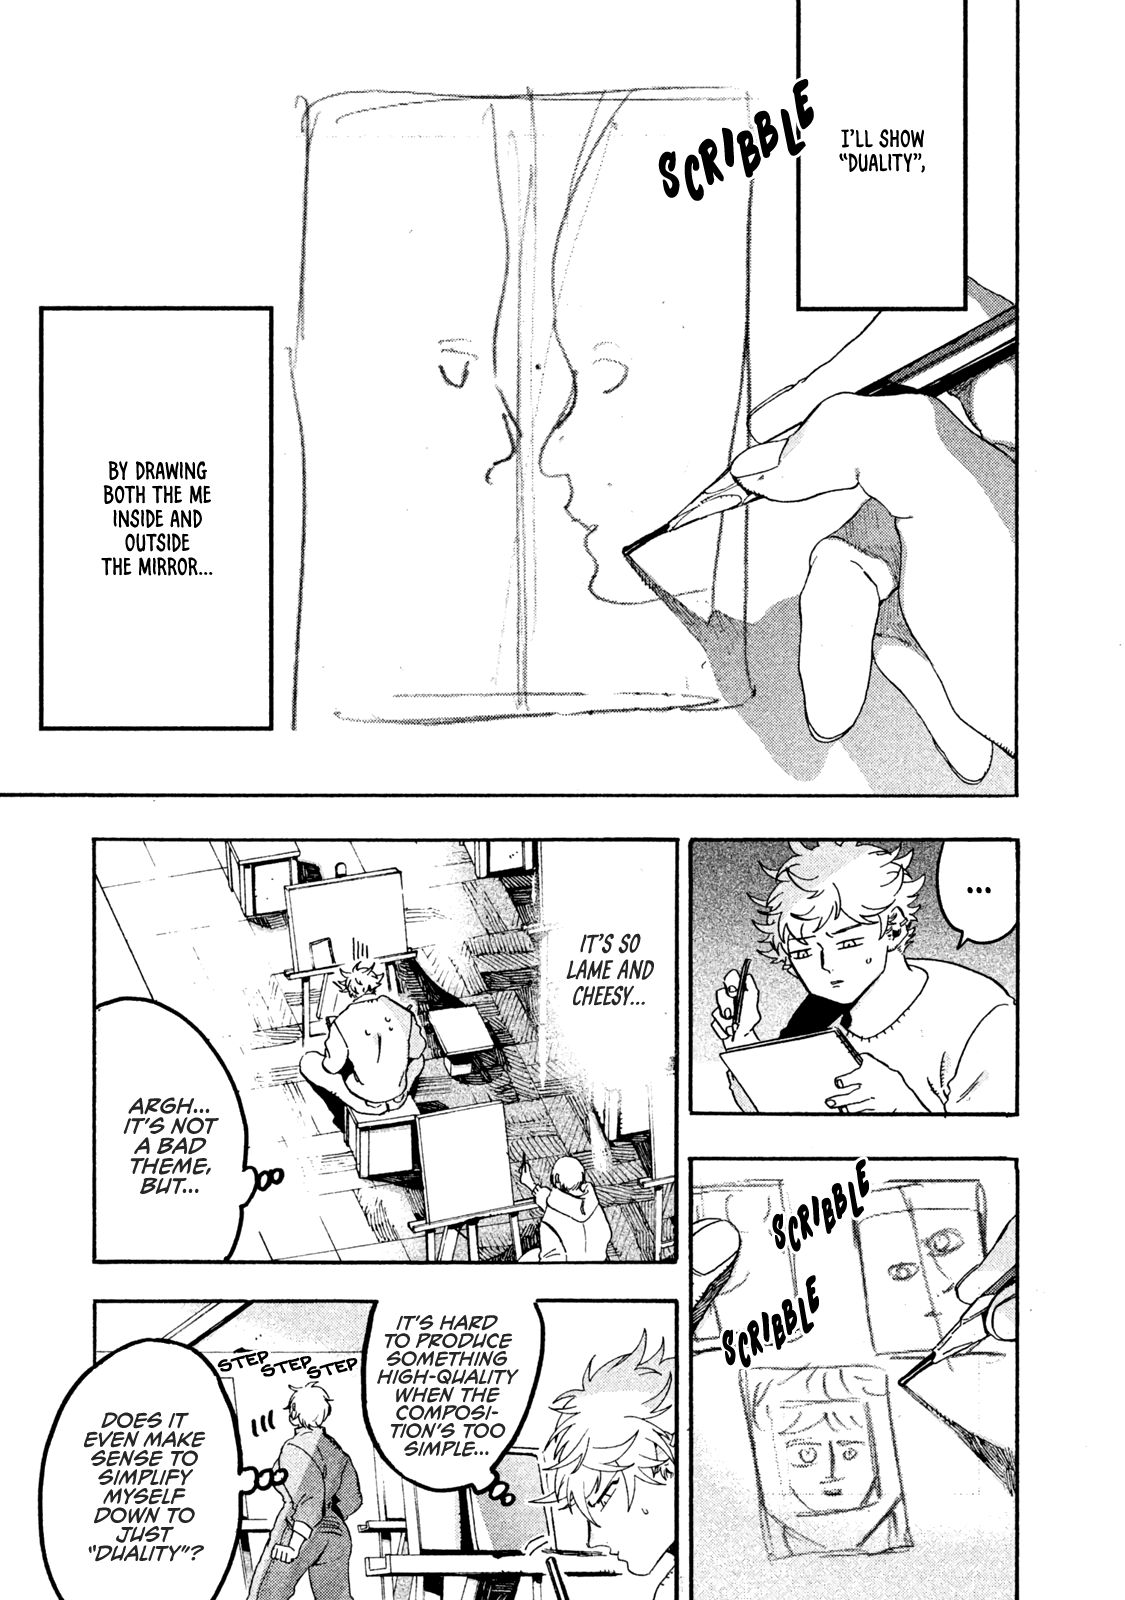 I'LL SHOW
"DUALITY",
SCRIBBLE
BY DRAWING
BOTH THE ME
INSIDE AND
OUTSIDE
THE MIRROR...
...
IT'S SO
LAME AND
CHEESY...
ARGH...
IT'S NOT
A BAD
THEME,
BUT...
SCRIBBLE
SCRIBBLE
IT'S HARD
TO PRODUCE
SOMETHING
HIGH-QUALITY
WHEN THE
COMPOSI-
TION'S TOO
SIMPLE...
STEP
STEP
STEP
DOES IT
EVEN MAKE
SENSE TO
SIMPLIFY
MYSELF
DOWN TO
JUST
"DUALITY"?